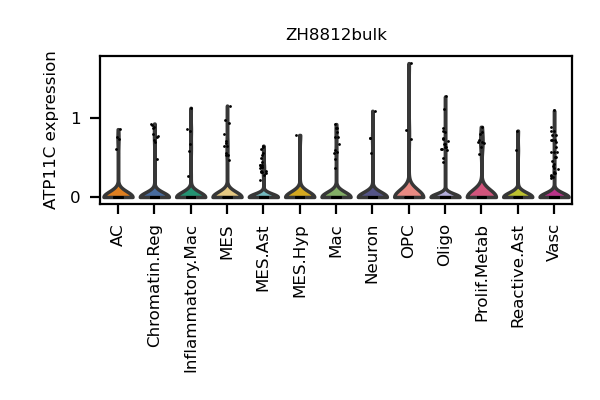 ZH8812bulk
ATP11C expression
1
0
AC
Chromatin.Reg
Inflammatory.Mac
MES
MES.Ast
MES.Hyp
Mac
Neuron
OPC
Oligo
Prolif.Metab
Reactive.Ast
Vasc